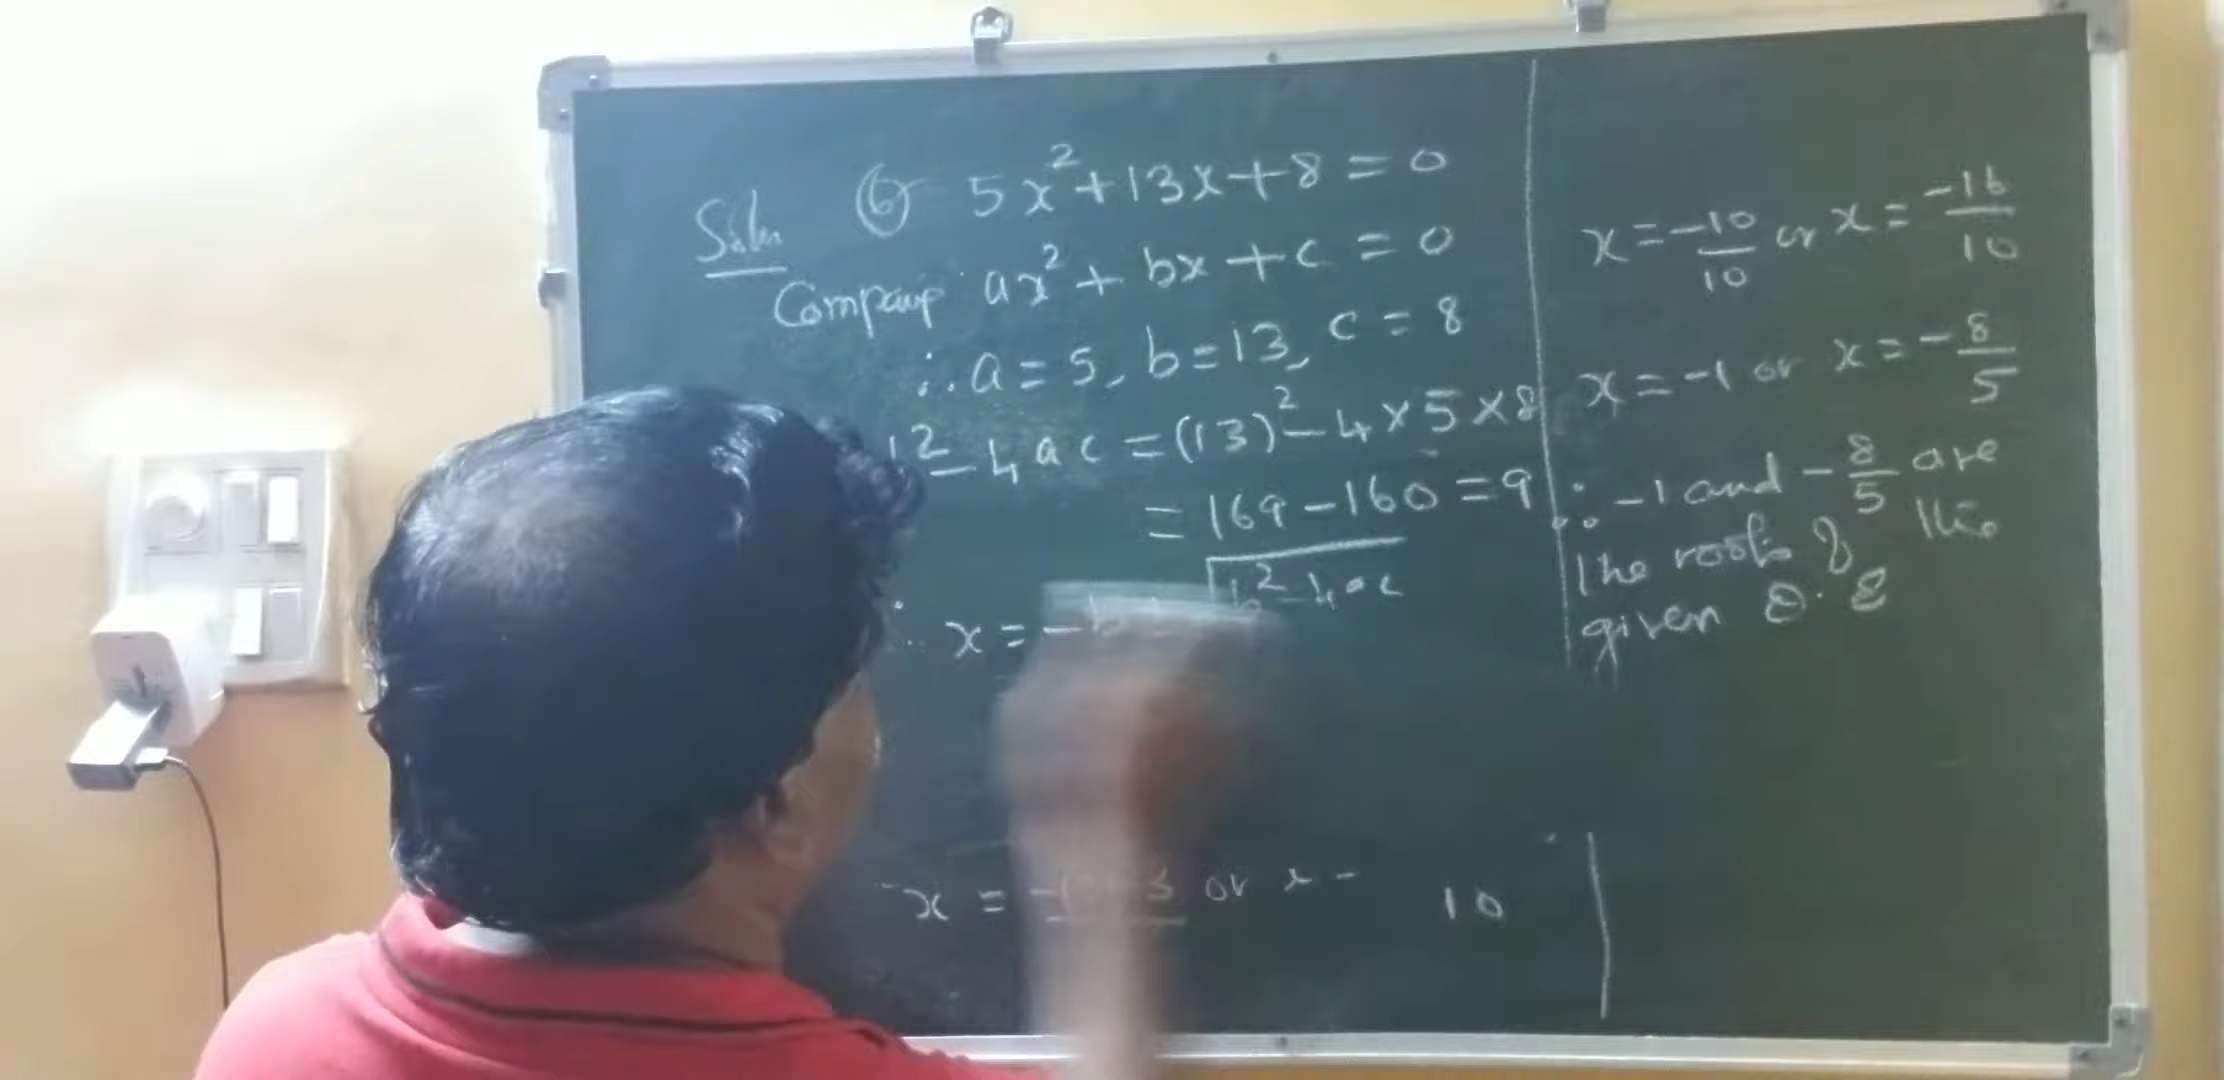 Soln (6) 5x² + 13x + 8 = 0
Comparing ax² + bx + c = 0
∴ a = 5, b = 13, c = 8
² - 4ac = (13)² - 4 × 5 × 8
= 169 - 160 = 9
∴ x = -b √b² - 4ac
x = or x =
10
x = -10/10 or x = -16/10
x = -1 or x = -8/5
∴ -1 and -8/5 are
the roots of the
given Q.E